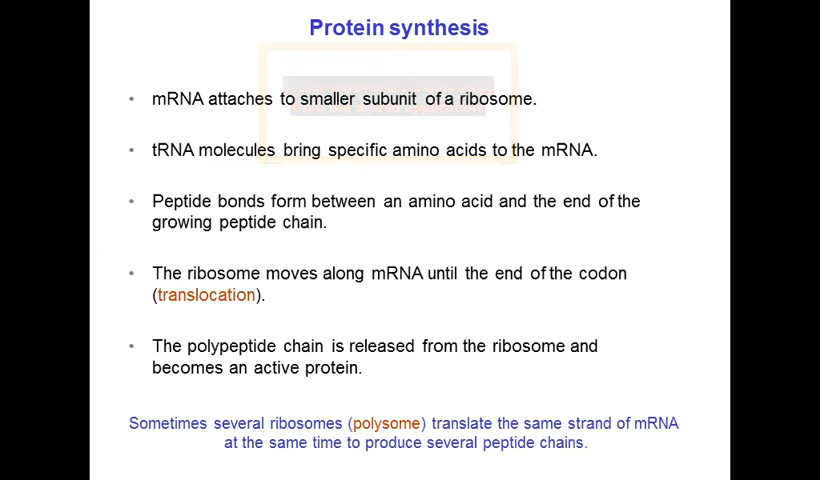 Protein synthesis
• mRNA attaches to smaller subunit of a ribosome.
• tRNA molecules bring specific amino acids to the mRNA.
• Peptide bonds form between an amino acid and the end of the
growing peptide chain.
• The ribosome moves along mRNA until the end of the codon
(translocation).
• The polypeptide chain is released from the ribosome and
becomes an active protein.
Sometimes several ribosomes (polysome) translate the same strand of mRNA
at the same time to produce several peptide chains.